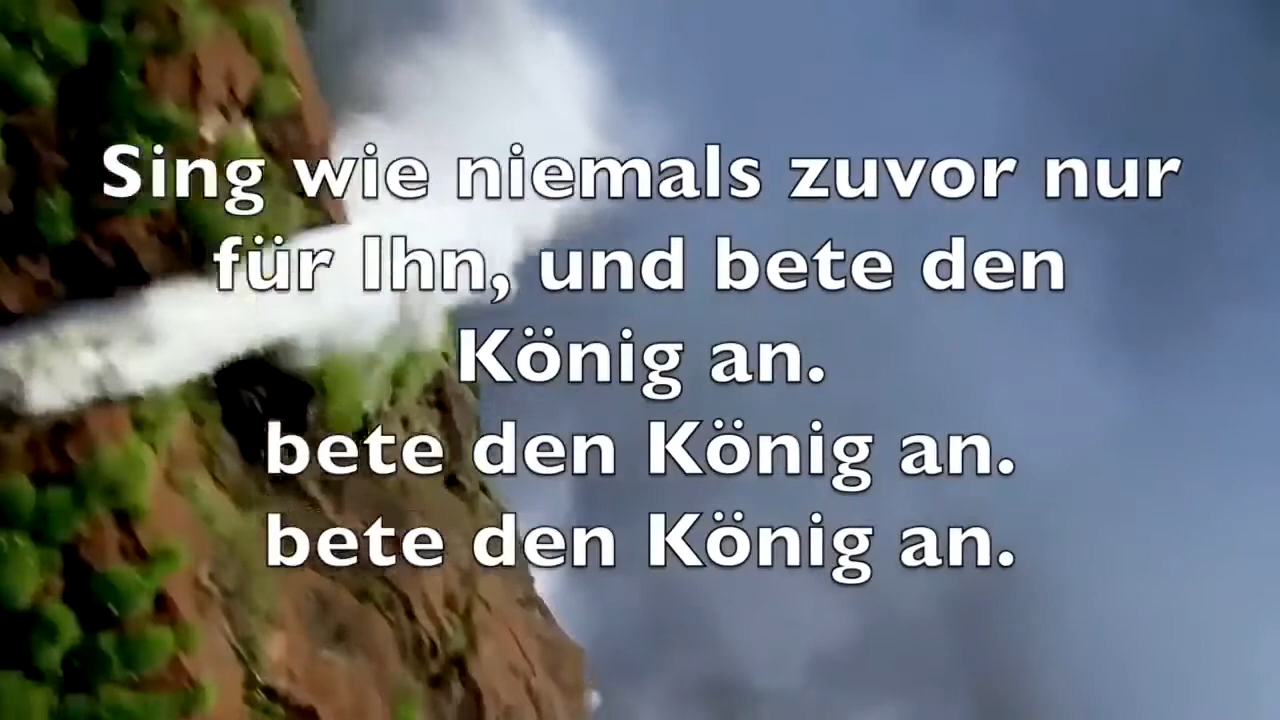 Sing wie niemals zuvor nur
für Ihn, und bete den
König an.
bete den König an.
bete den König an.